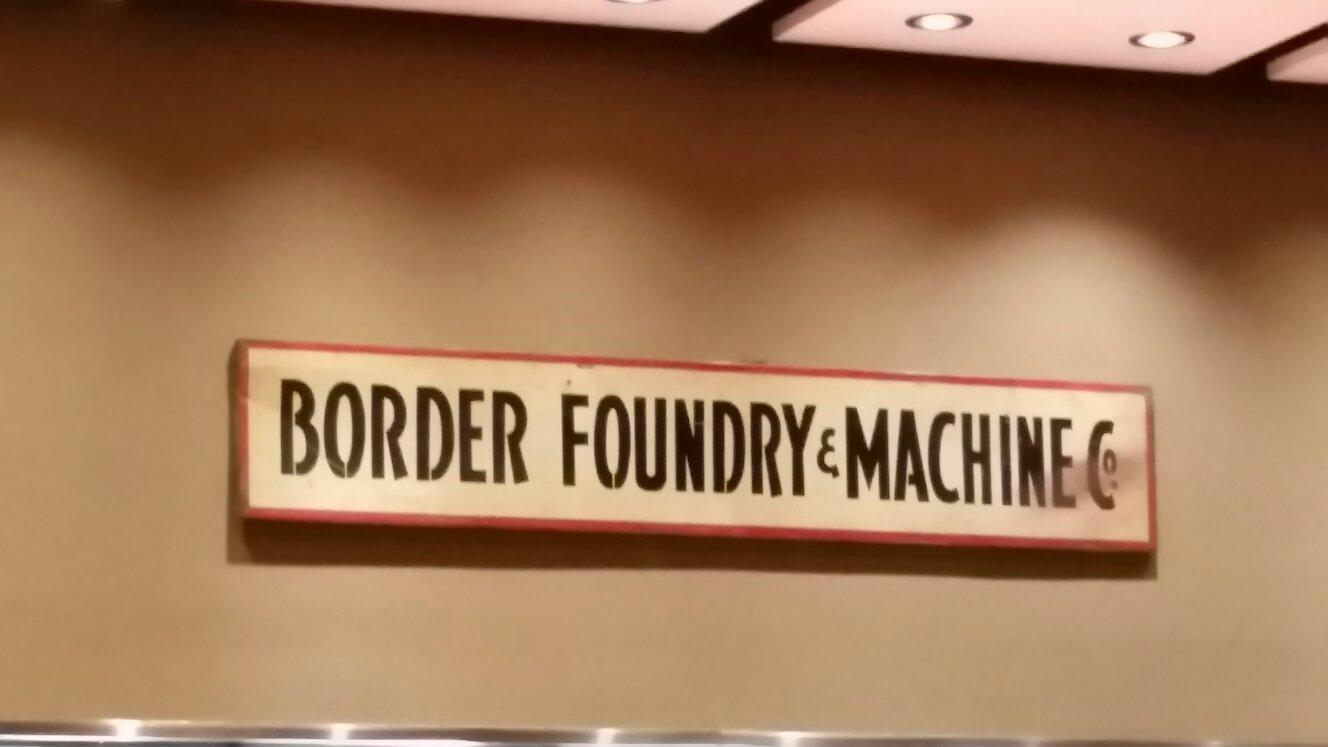 BORDER FOUNDRY & MACHINE Co.